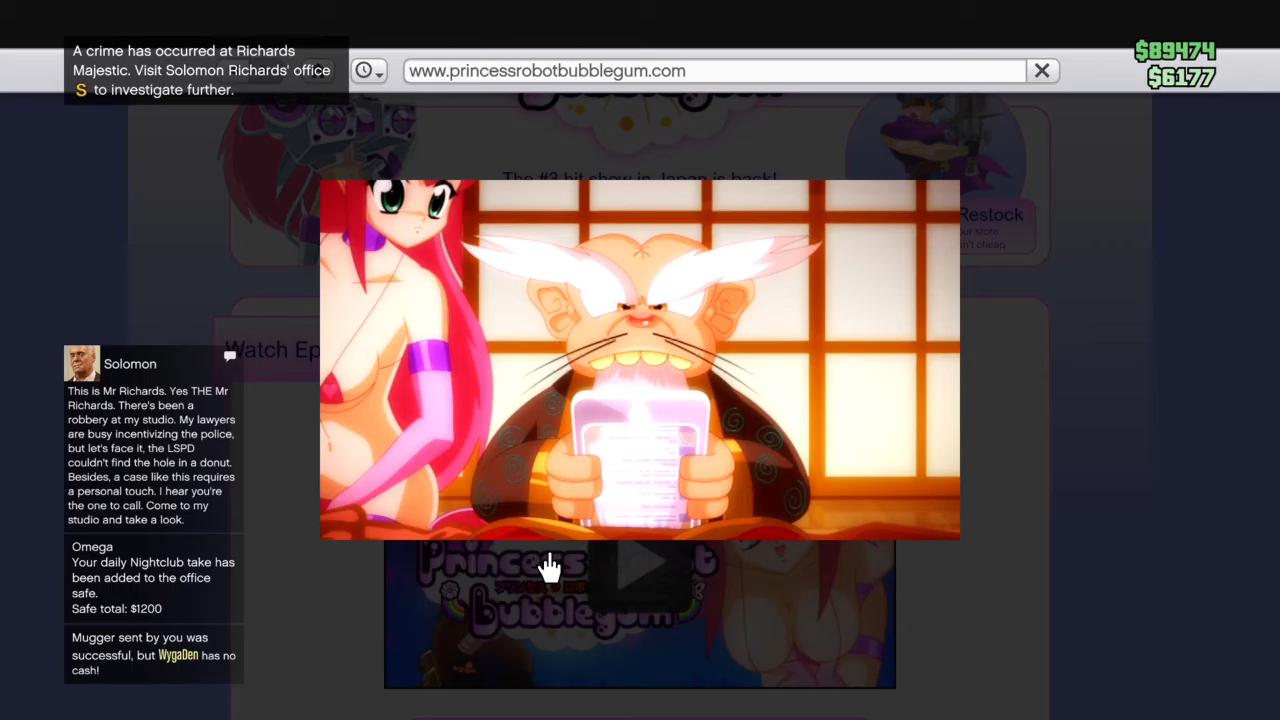 A crime has occurred at Richards
Majestic. Visit Solomon Richards' office
S to investigate further.
www.princessrobotbubblegum.com
$89474
$6177
The #3 hit show in Japan is back!
Restock
Watch Ep
Solomon
This is Mr Richards. Yes THE Mr
Richards. There's been a
robbery at my studio. My lawyers
are busy incentivizing the police,
but let's face it, the LSPD
couldn't find the hole in a donut.
Besides, a case like this requires
a personal touch. I hear you're
the one to call. Come to my
studio and take a look.
Omega
Your daily Nightclub take has
been added to the office
safe.
Safe total: $1200
Mugger sent by you was
successful, but WygaDen has no
cash!
Princess
bubblegum